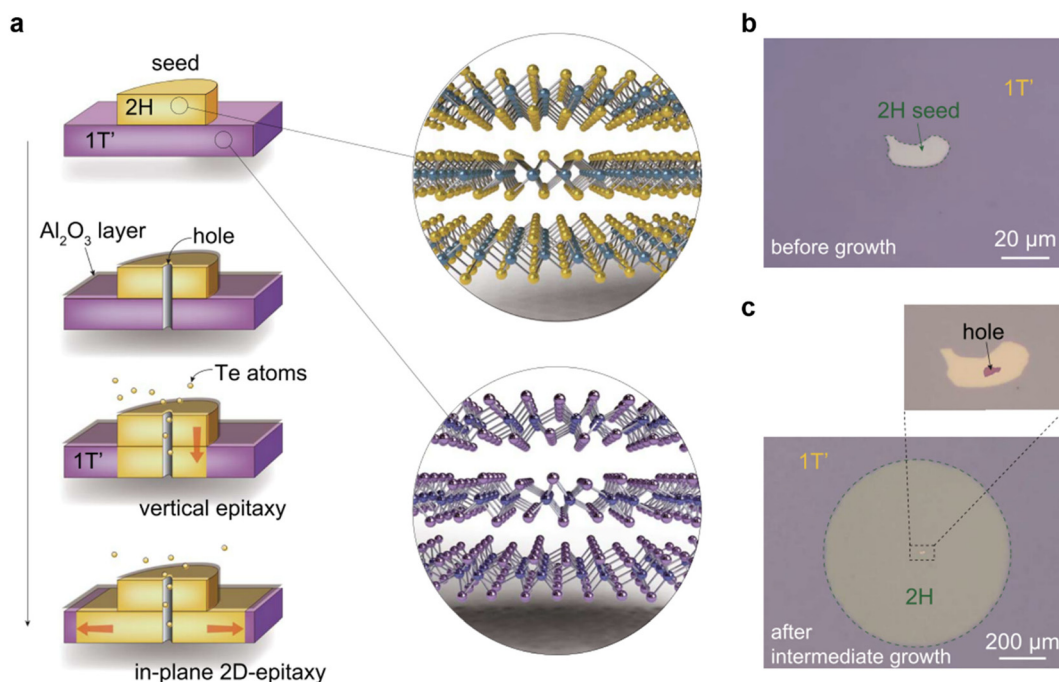 a
seed
2H
1T'
Al₂O₃ layer
hole
Te atoms
1T'
vertical epitaxy
in-plane 2D-epitaxy
b
1T'
2H seed
before growth
20 μm
c
hole
1T'
2H
after
intermediate growth
200 μm